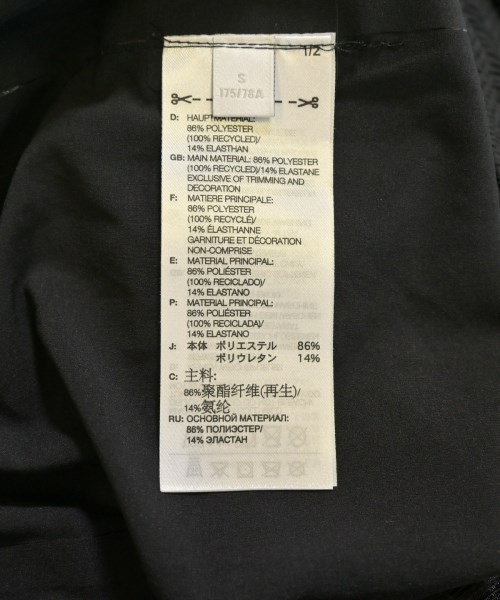 1/2
S
175/78A
D: HAUPTMATERIAL:
86% POLYESTER
(100% RECYCLED)/
14% ELASTHAN
GB: MAIN MATERIAL: 86% POLYESTER
(100% RECYCLED)/14% ELASTANE
EXCLUSIVE OF TRIMMING AND
DECORATION
F: MATIERE PRINCIPALE:
86% POLYESTER
(100% RECYCLÉ)/
14% ÉLASTHANNE
GARNITURE ET DÉCORATION
NON-COMPRISE
E: MATERIAL PRINCIPAL:
86% POLIÉSTER
(100% RECICLADO)/
14% ELASTANO
P: MATERIAL PRINCIPAL:
86% POLIÉSTER
(100% RECICLADA)/
14% ELASTANO
J: 本体 ポリエステル 86%
ポリウレタン 14%
C: 主料:
86%聚酯纤维(再生)/
14%氨纶
RU: ОСНОВНОЙ МАТЕРИАЛ:
86% ПОЛИЭСТЕР/
14% ЭЛАСТАН